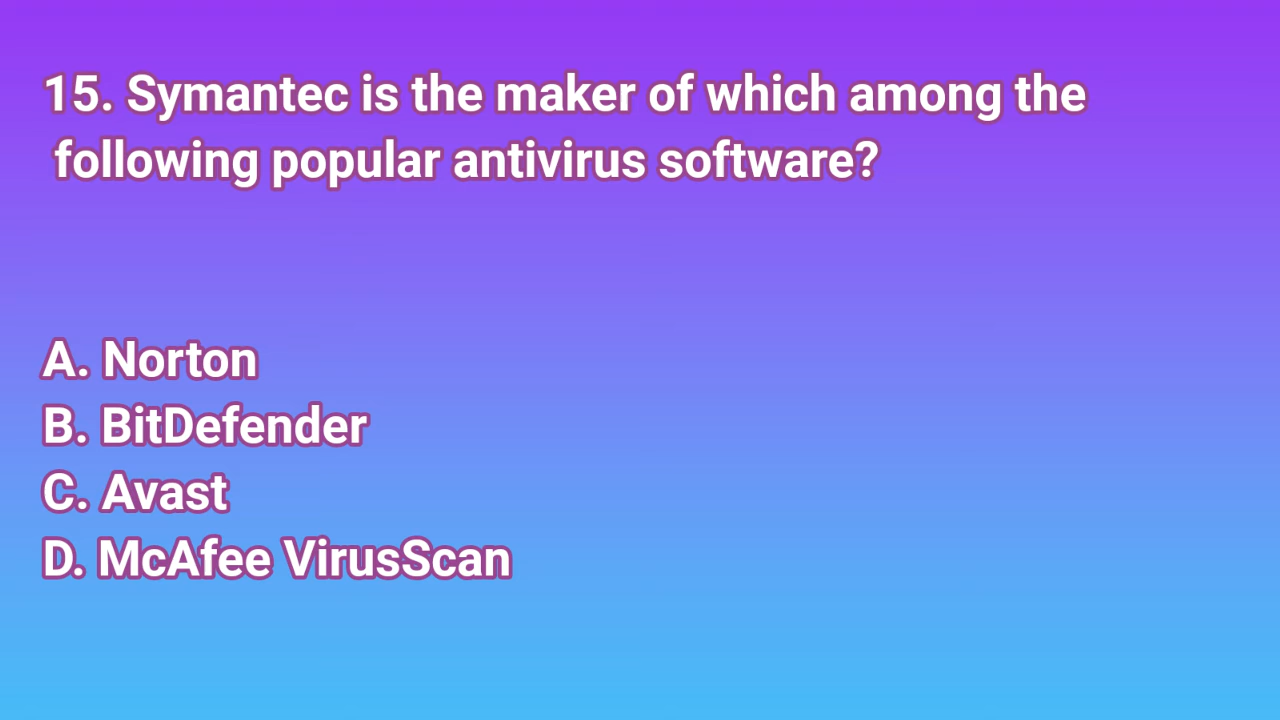 15. Symantec is the maker of which among the
following popular antivirus software?
A. Norton
B. BitDefender
C. Avast
D. McAfee VirusScan